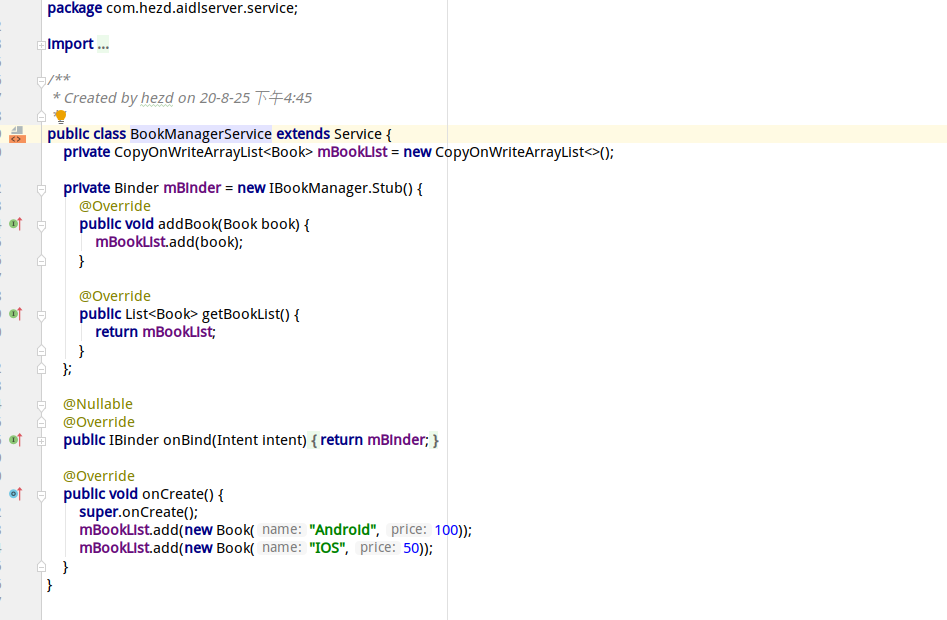 package com.hezd.aidlserver.service;
Import ...
/**
* Created by hezd on 20-8-25 下午4:45
public class BookManagerService extends Service {
private CopyOnWriteArrayList<Book> mBookList = new CopyOnWriteArrayList<>();
private Binder mBinder = new IBookManager.Stub() {
@Override
public void addBook(Book book) {
mBookList.add(book);
}
@Override
public List<Book> getBookList() {
return mBookList;
}
};
@Nullable
@Override
public IBinder onBind(Intent intent) { return mBinder; }
@Override
public void onCreate() {
super.onCreate();
mBookList.add(new Book( name: "Android", price: 100));
mBookList.add(new Book( name: "IOS", price: 50));
}
}